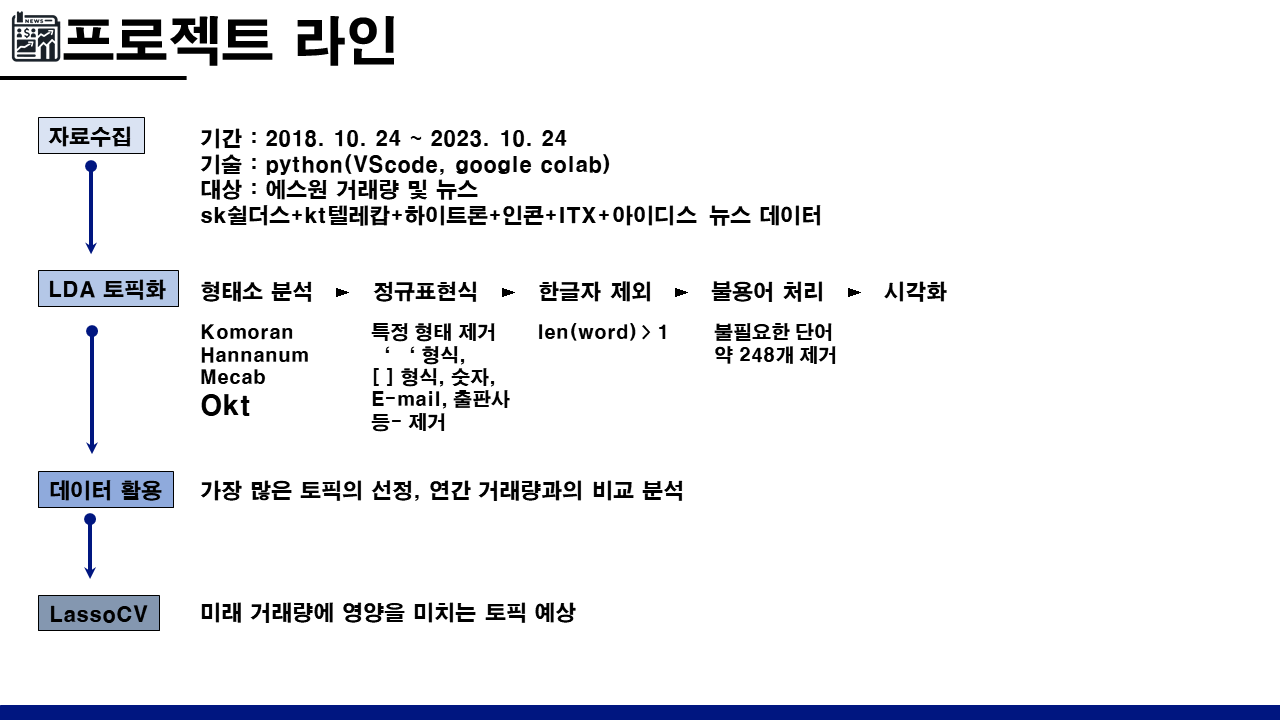 NEWS
프로젝트 라인
자료수집
기간 : 2018. 10. 24 ~ 2023. 10. 24
기술 : python(VScode, google colab)
대상 : 에스원 거래량 및 뉴스
sk쉴더스+kt텔레캅+하이트론+인콘+ITX+아이디스 뉴스 데이터
LDA 토픽화
형태소 분석 ► 정규표현식 ► 한글자 제외 ► 불용어 처리 ► 시각화
Komoran
Hannanum
Mecab
Okt
특정 형태 제거
‘ ‘ 형식,
[ ] 형식, 숫자,
E-mail, 출판사
등- 제거
len(word) > 1
불필요한 단어
약 248개 제거
데이터 활용
가장 많은 토픽의 선정, 연간 거래량과의 비교 분석
LassoCV
미래 거래량에 영양을 미치는 토픽 예상